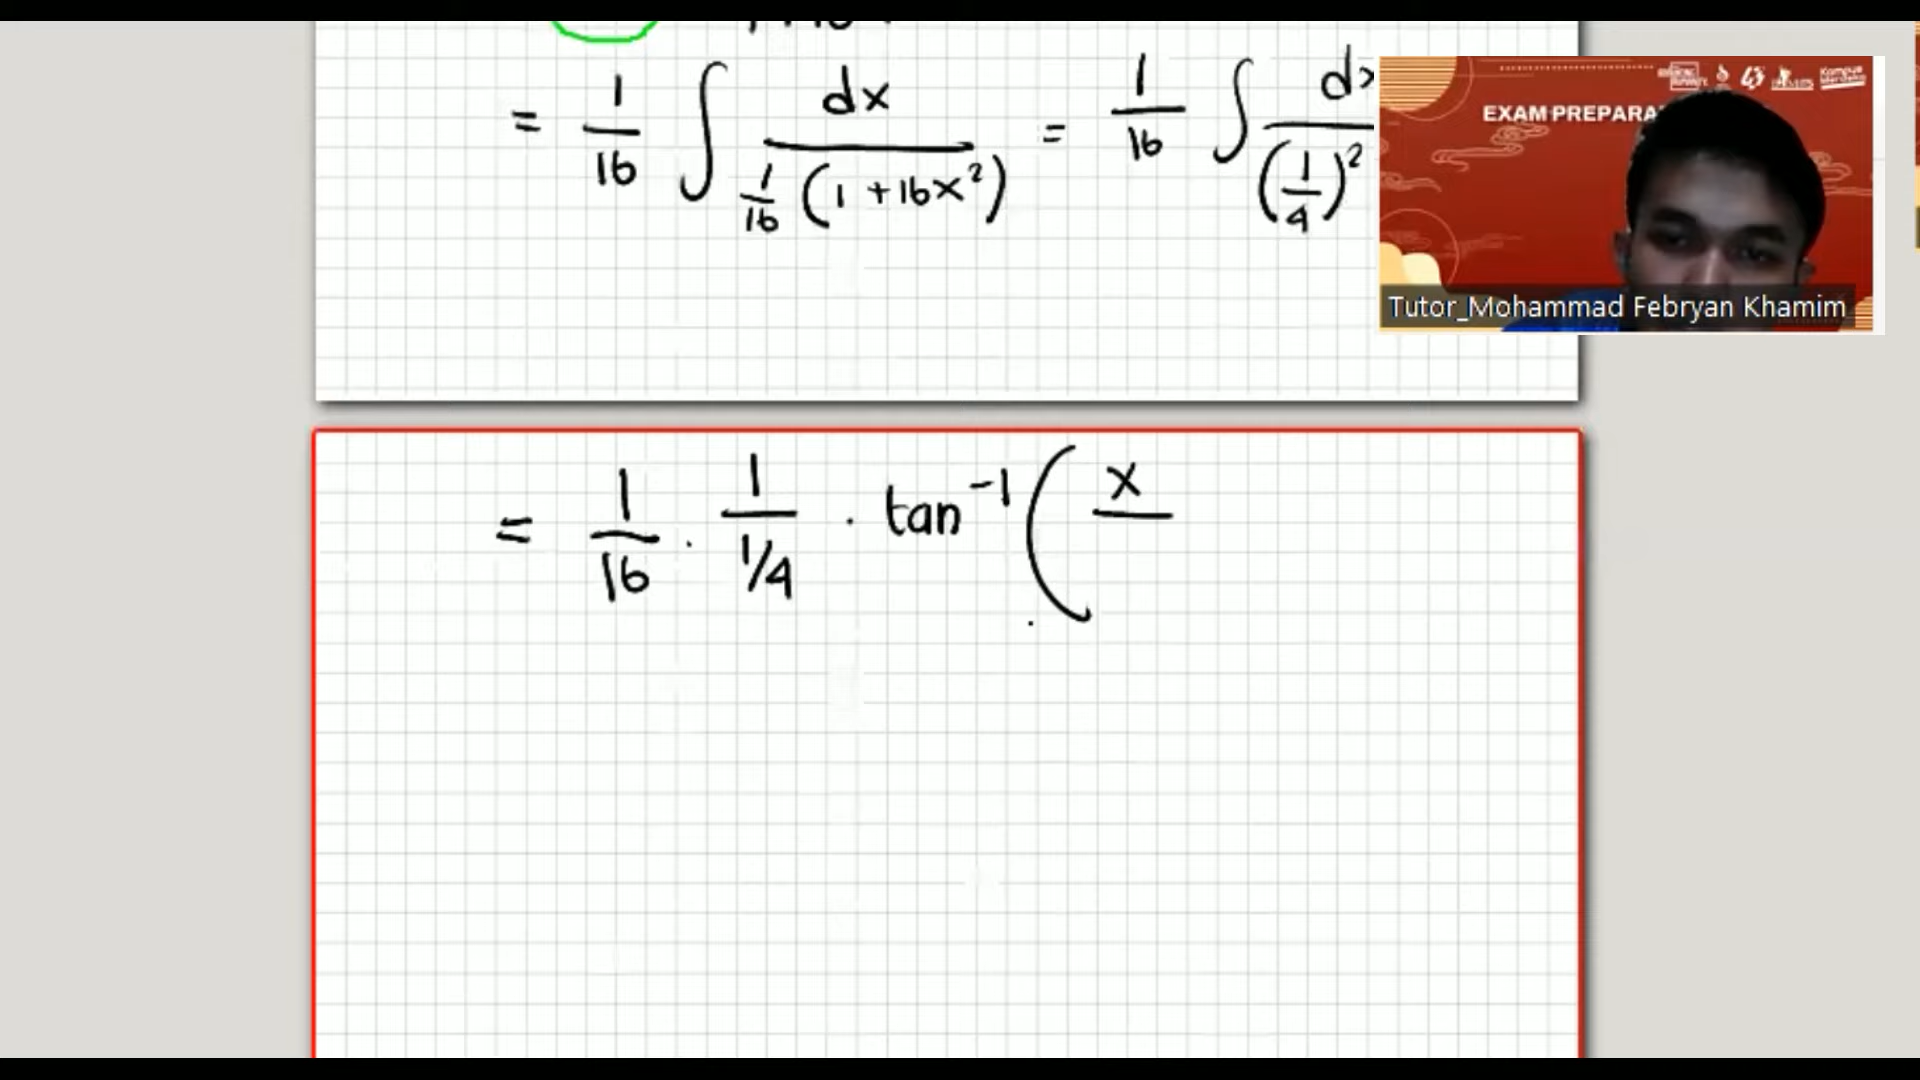 = 1/16 ∫ dx / (1/16 (1 + 16x²)) = 1/16 ∫ dx / (1/4)²
EXAM PREPARA
Tutor_Mohammad Febryan Khamim
= 1/16 · 1/(1/4) · tan⁻¹ ( x/